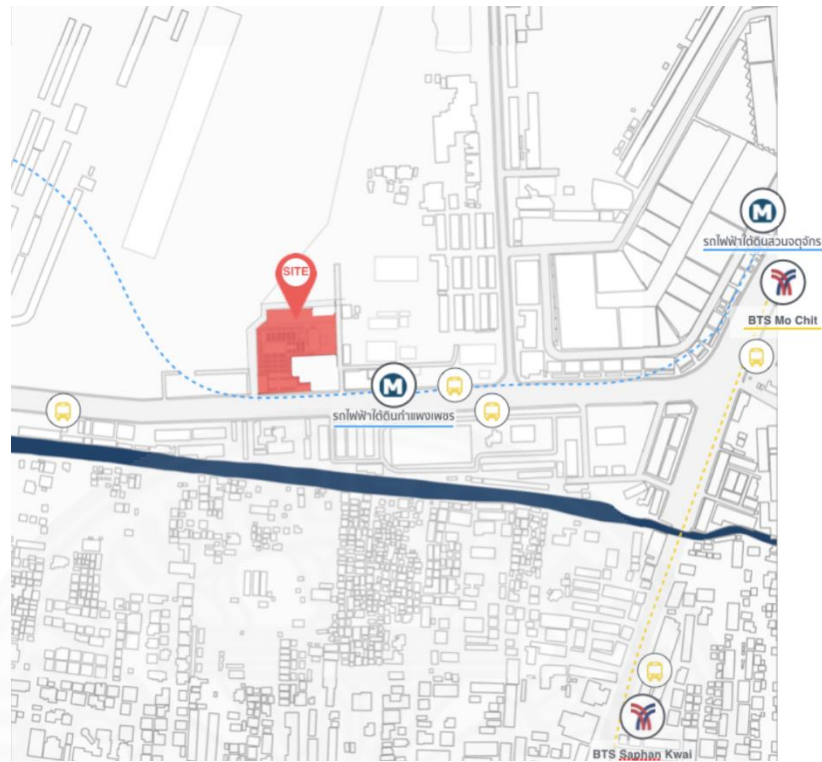 M
รถไฟฟ้าใต้ดินสวนจตุจักร
SITE
BTS Mo Chit
M
รถไฟฟ้าใต้ดินกำแพงเพชร
BTS Saphan Kwai